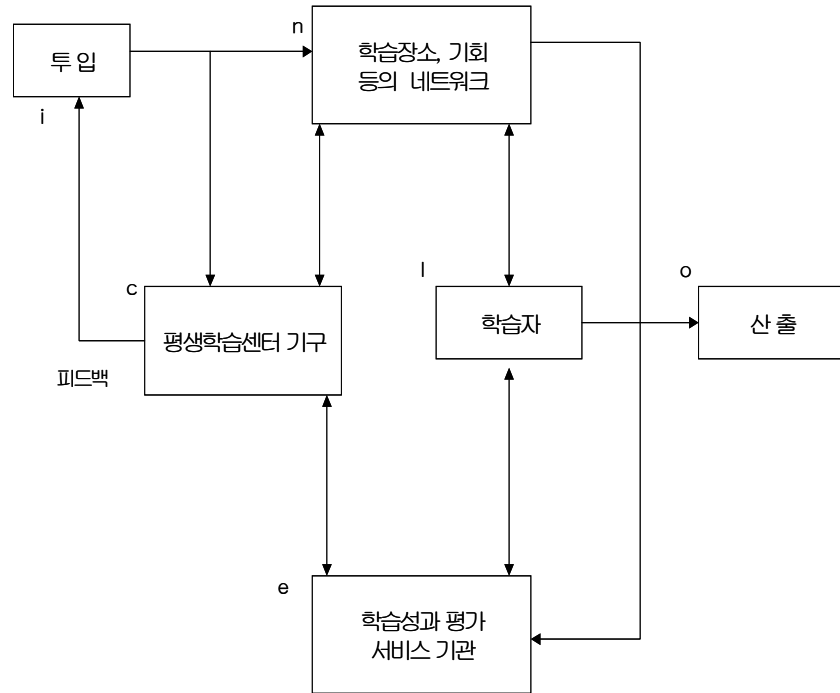 n
투 입
학습장소, 기회
등의 네트워크
i
c
l
o
평생학습센터 기구
학습자
산 출
피드백
e
학습성과 평가
서비스 기관